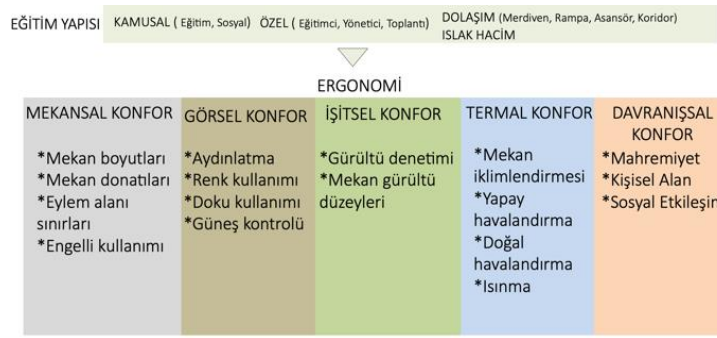 EĞİTİM YAPISI
KAMUSAL ( Eğitim, Sosyal)
ÖZEL ( Eğitimci, Yönetici, Toplantı)
DOLAŞIM (Merdiven, Rampa, Asansör, Koridor)
ISLAK HACİM
ERGONOMİ
MEKANSAL KONFOR
*Mekan boyutları
*Mekan donatıları
*Eylem alanı
sınırları
*Engelli kullanımı
GÖRSEL KONFOR
*Aydınlatma
*Renk kullanımı
*Doku kullanımı
*Güneş kontrolü
İŞİTSEL KONFOR
*Gürültü denetimi
*Mekan gürültü
düzeyleri
TERMAL KONFOR
*Mekan
iklimlendirmesi
*Yapay
havalandırma
*Doğal
havalandırma
*Isınma
DAVRANIŞSAL
KONFOR
*Mahremiyet
*Kişisel Alan
*Sosyal Etkileşin